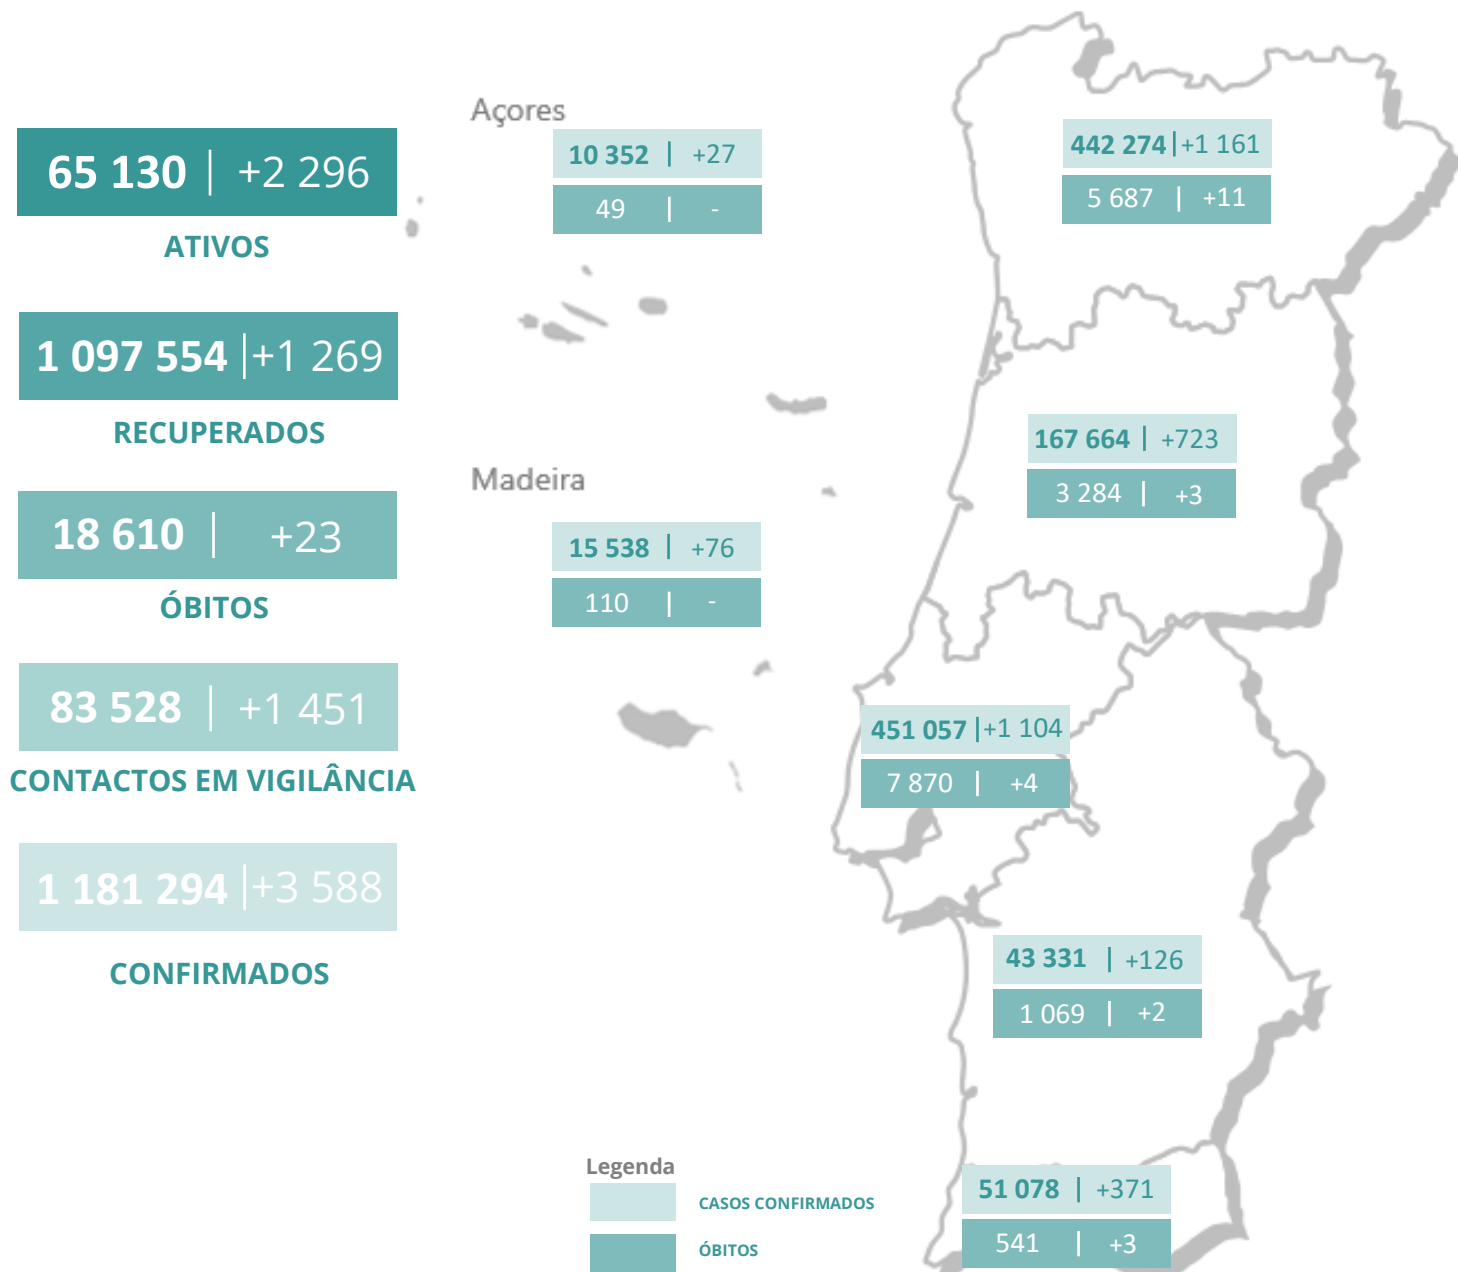 65 130 | +2 296
ATIVOS
1 097 554 |+1 269
RECUPERADOS
18 610 | +23
ÓBITOS
83 528 | +1 451
CONTACTOS EM VIGILÂNCIA
1 181 294 |+3 588
CONFIRMADOS
Açores
10 352 | +27
49 | -
Madeira
15 538 | +76
110 | -
442 274 |+1 161
5 687 | +11
167 664 | +723
3 284 | +3
451 057 |+1 104
7 870 | +4
43 331 | +126
1 069 | +2
51 078 | +371
541 | +3
Legenda
CASOS CONFIRMADOS
ÓBITOS